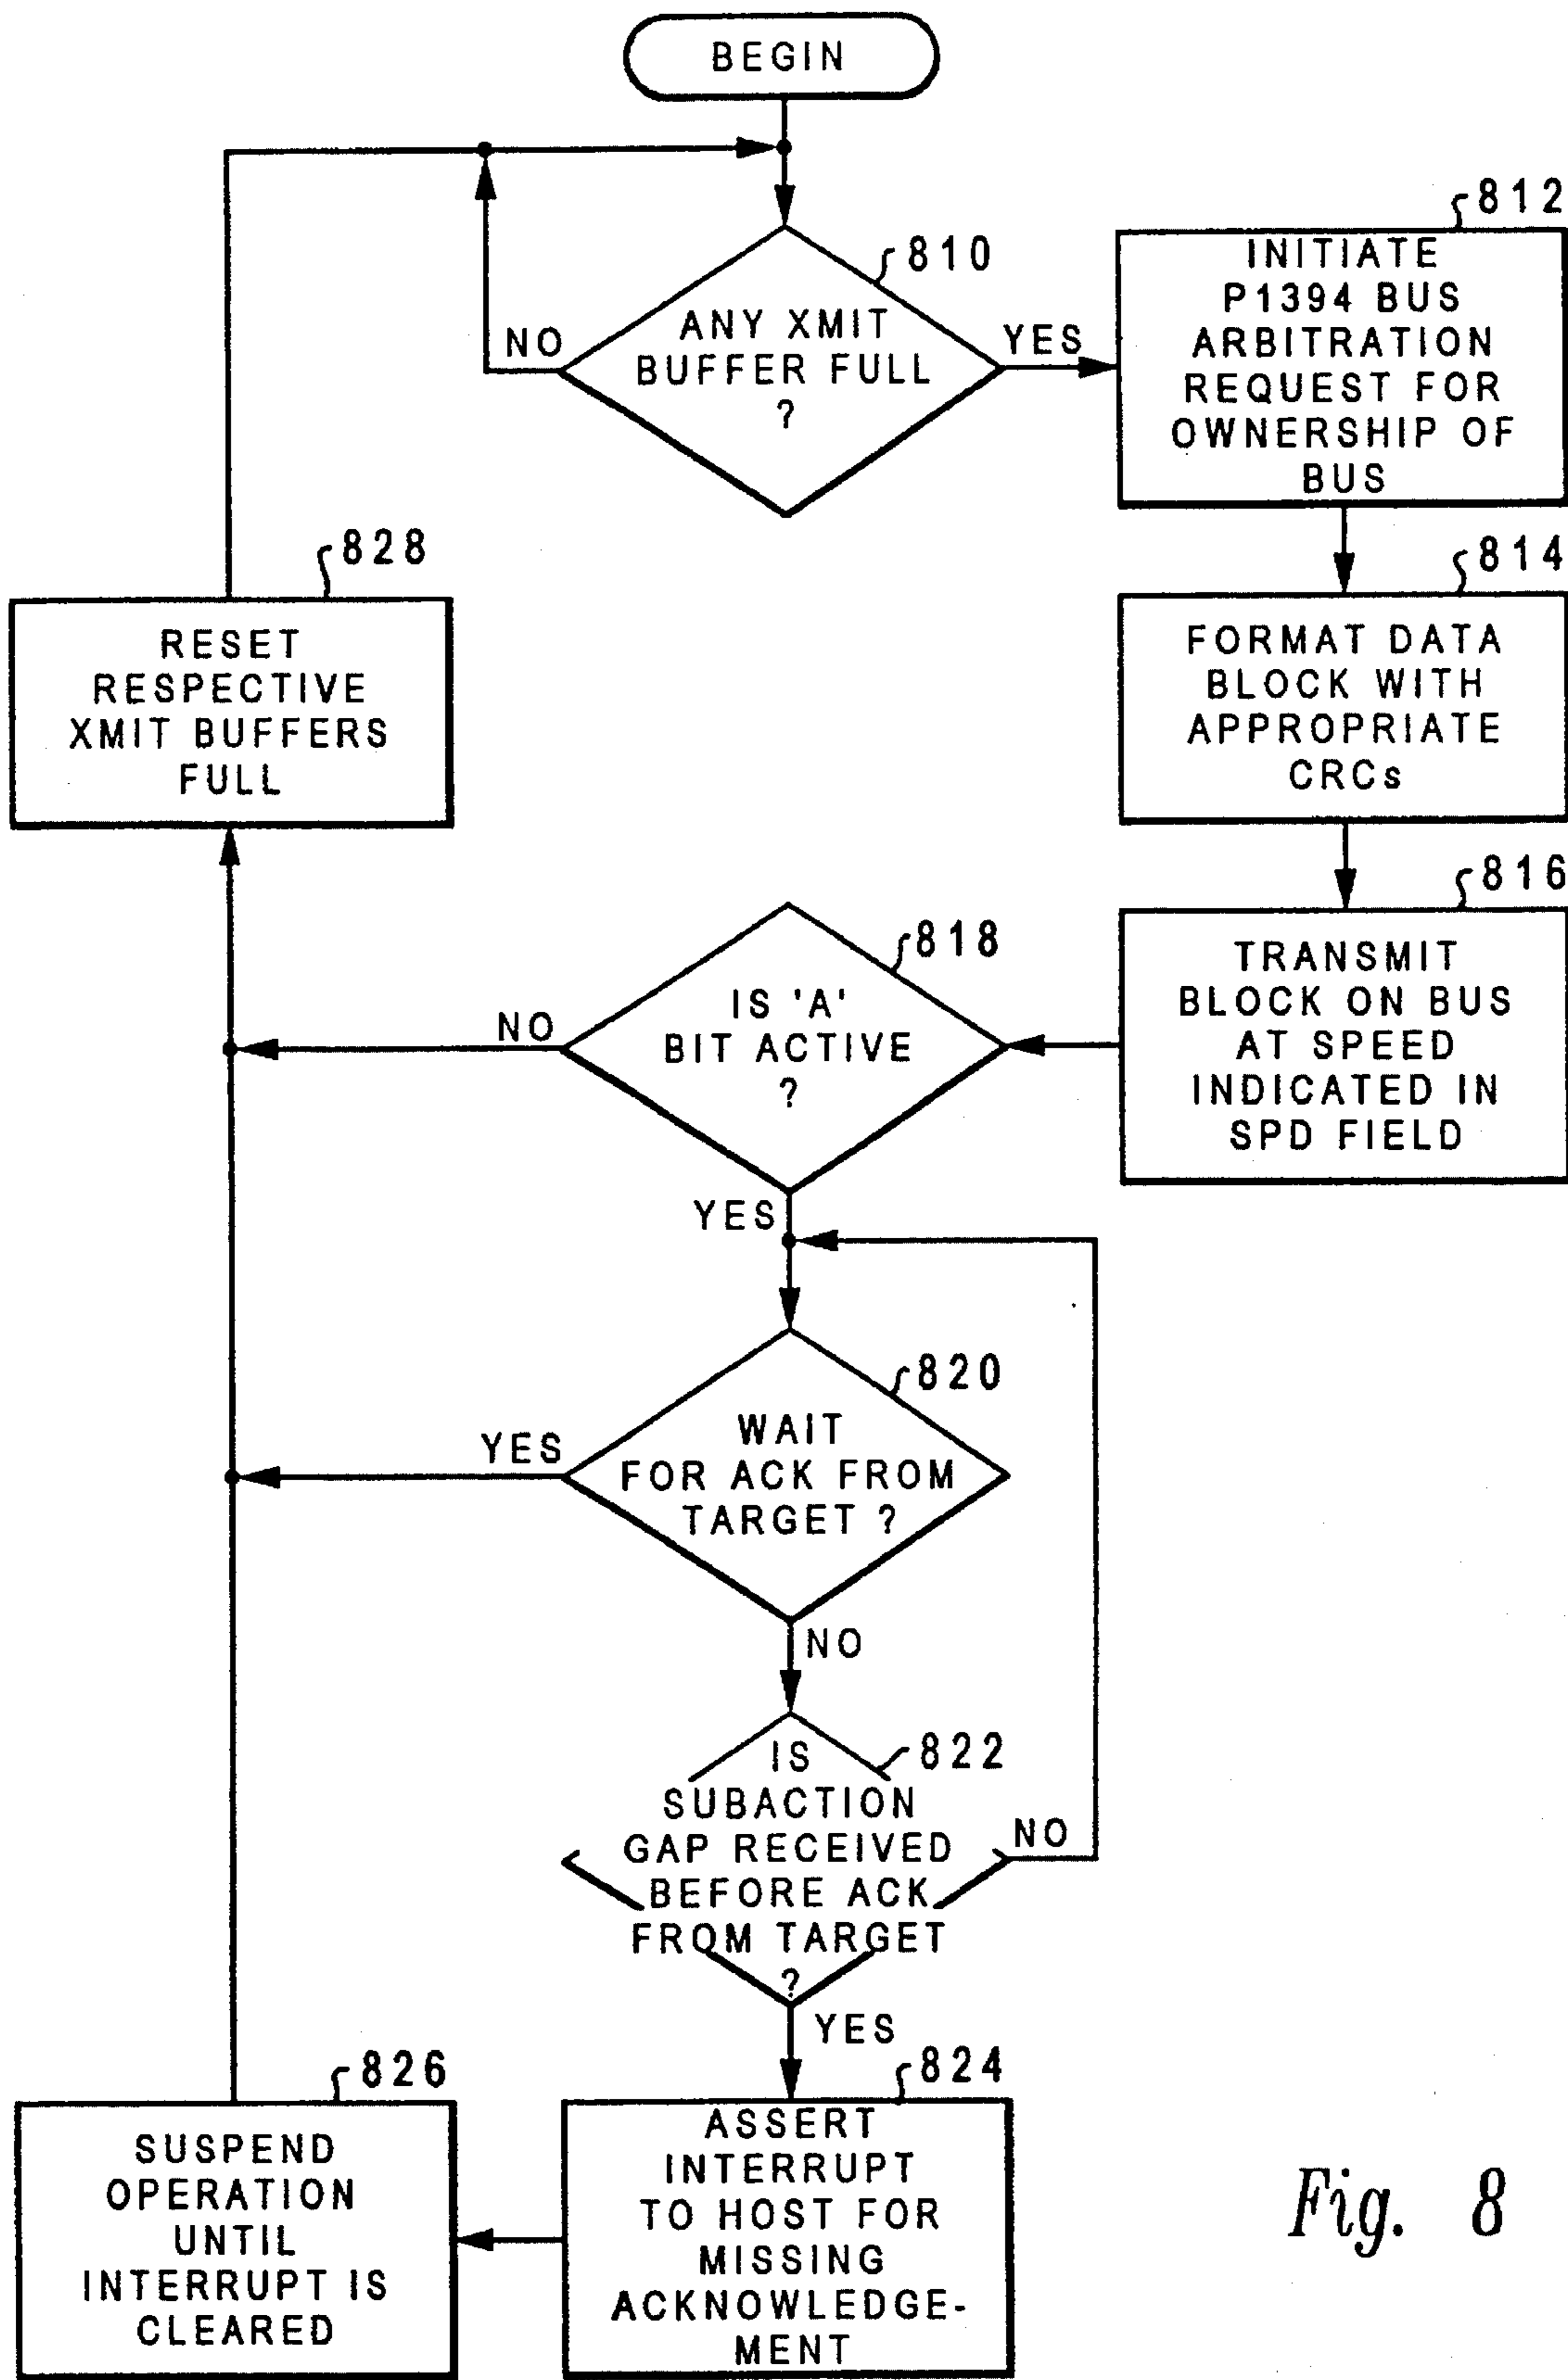 BEGIN
810
ANY XMIT
BUFFER FULL
?
NO
YES
812
INITIATE
P1394 BUS
ARBITRATION
REQUEST FOR
OWNERSHIP OF
BUS
814
FORMAT DATA
BLOCK WITH
APPROPRIATE
CRCs
816
TRANSMIT
BLOCK ON BUS
AT SPEED
INDICATED IN
SPD FIELD
818
IS 'A'
BIT ACTIVE
?
NO
YES
820
WAIT
FOR ACK FROM
TARGET ?
YES
NO
822
IS
SUBACTION
GAP RECEIVED
BEFORE ACK
FROM TARGET
?
NO
YES
824
ASSERT
INTERRUPT
TO HOST FOR
MISSING
ACKNOWLEDGE-
MENT
826
SUSPEND
OPERATION
UNTIL
INTERRUPT IS
CLEARED
828
RESET
RESPECTIVE
XMIT BUFFERS
FULL
Fig. 8